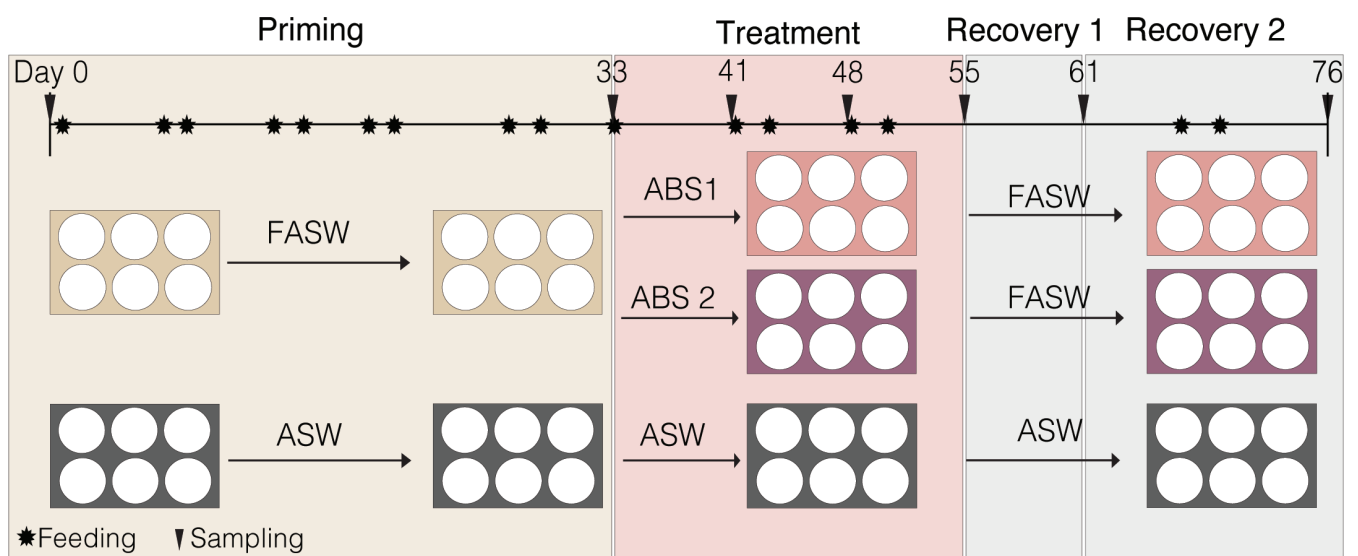 Priming
Treatment
Recovery 1
Recovery 2
Day 0
33
41
48
55
61
76
FASW
ABS1
FASW
ABS 2
FASW
ASW
ASW
ASW
Feeding
Sampling